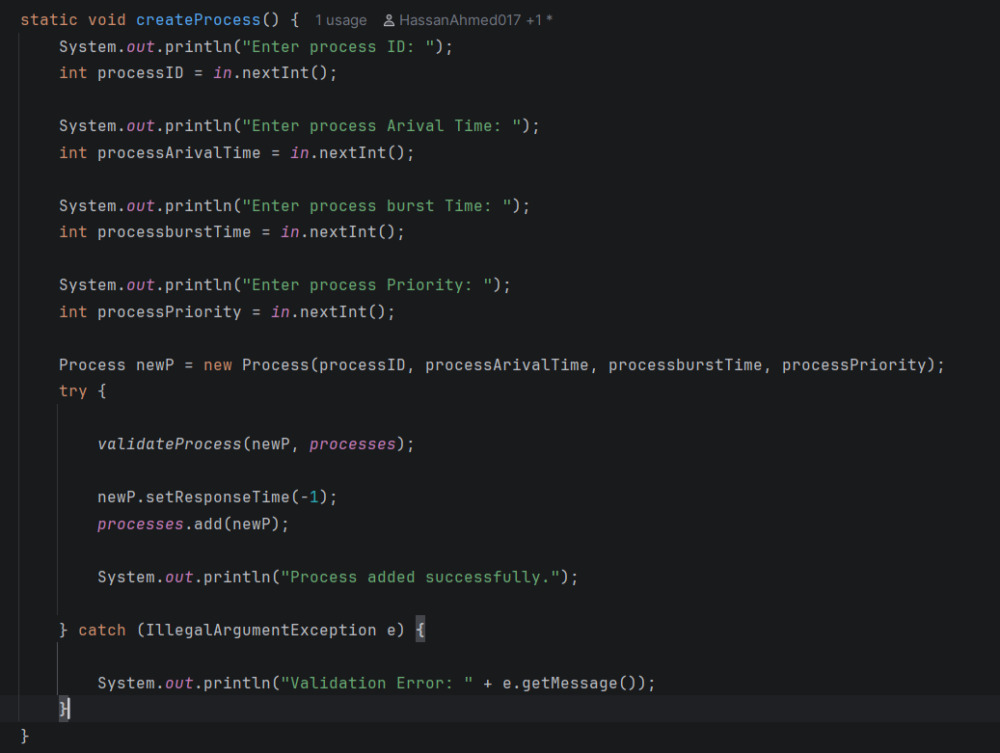 static void createProcess() { 1 usage HassanAhmed017 +1 *
System.out.println("Enter process ID: ");
int processID = in.nextInt();
System.out.println("Enter process Arival Time: ");
int processArivalTime = in.nextInt();
System.out.println("Enter process burst Time: ");
int processburstTime = in.nextInt();
System.out.println("Enter process Priority: ");
int processPriority = in.nextInt();
Process newP = new Process(processID, processArivalTime, processburstTime, processPriority);
try {
validateProcess(newP, processes);
newP.setResponseTime(-1);
processes.add(newP);
System.out.println("Process added successfully.");
} catch (IllegalArgumentException e) {
System.out.println("Validation Error: " + e.getMessage());
}
}